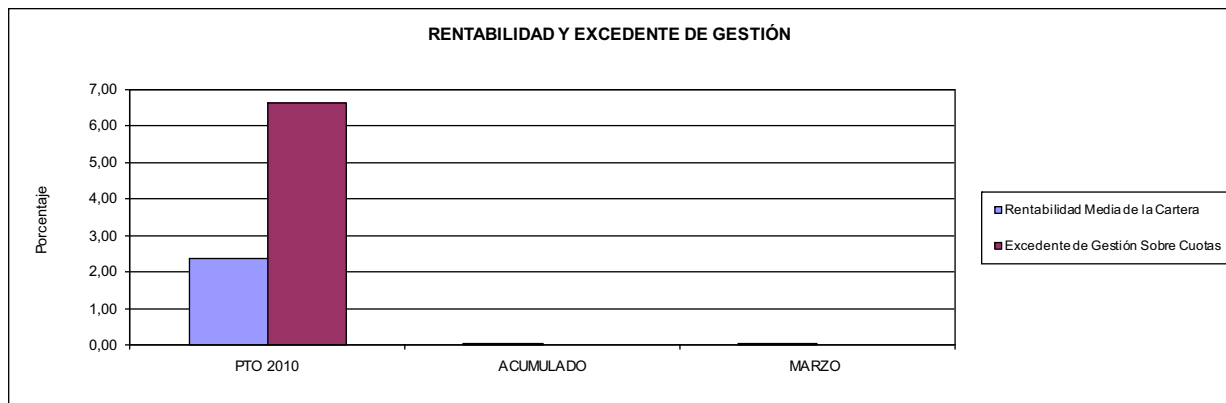 RENTABILIDAD Y EXCEDENTE DE GESTIÓN
Porcentaje
7,00
6,00
5,00
4,00
3,00
2,00
1,00
0,00
PTO 2010 ACUMULADO MARZO
Rentabilidad Media de la Cartera
Excedente de Gestión Sobre Cuotas